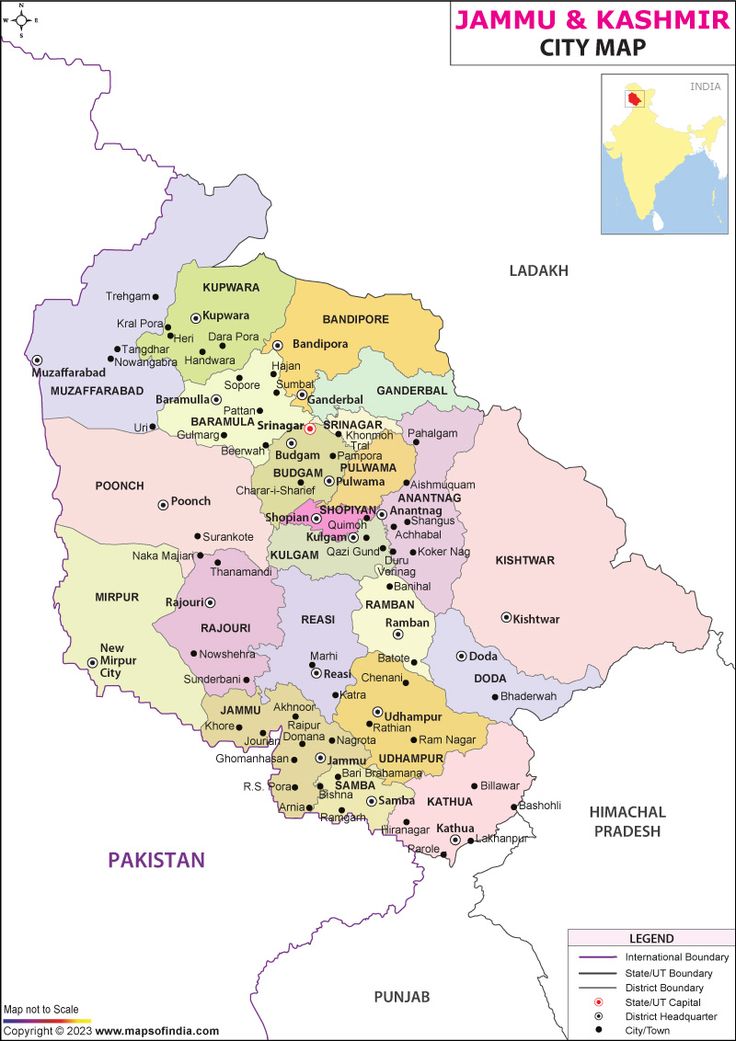 JAMMU & KASHMIR
CITY MAP
N
W
E
S
INDIA
LADAKH
KUPWARA
Trehgam
Kupwara
BANDIPORE
Kral Pora
Heri
Dara Pora
Bandipora
Tangdhar
Handwara
Nowgangbra
Muzaffarabad
MUZAFFARABAD
Hajan
Sopore
Sumbal
GANDERBAL
Baramulla
Ganderbal
Pattan
BARAMULA
Srinagar
SRINAGAR
Uri
Gulmarg
Khonmoh
Pahalgam
Beerwah
Tral
Budgam
Pampora
PULWAMA
BUDGAM
Pulwama
Aishmuquam
POONCH
Charar-i-Sharief
ANANTNAG
Poonch
SHOPIYAN
Anantnag
Shopian
Shangus
Quimoh
Achhabal
Surankote
Kulgam
Naka Majiari
KULGAM
Qazi Gund
Koker Nag
Duru
KISHTWAR
Thanamandi
Verinag
Banihal
MIRPUR
Rajouri
RAMBAN
REASI
Ramban
Kishtwar
RAJOURI
New
Mirpur
City
Nowshehra
Marhi
Batote
Doda
Sunderbani
Reasi
Chenani
DODA
Katra
Bhaderwah
JAMMU
Akhnoor
Udhampur
Khore
Raipur
Rathian
Jourian
Domana
Nagrota
Ram Nagar
Ghomanhasan
Jammu
UDHAMPUR
Bari Brahamana
R.S. Pora
SAMBA
Billawar
Bishna
Samba
KATHUA
Arnia
Bashohli
Ramgarh
HIMACHAL
PRADESH
Hiranagar
Kathua
Lakhanpur
Parole
PAKISTAN
PUNJAB
LEGEND
International Boundary
State/UT Boundary
District Boundary
State/UT Capital
District Headquarter
City/Town
Map not to Scale
Copyright © 2023 www.mapsofindia.com